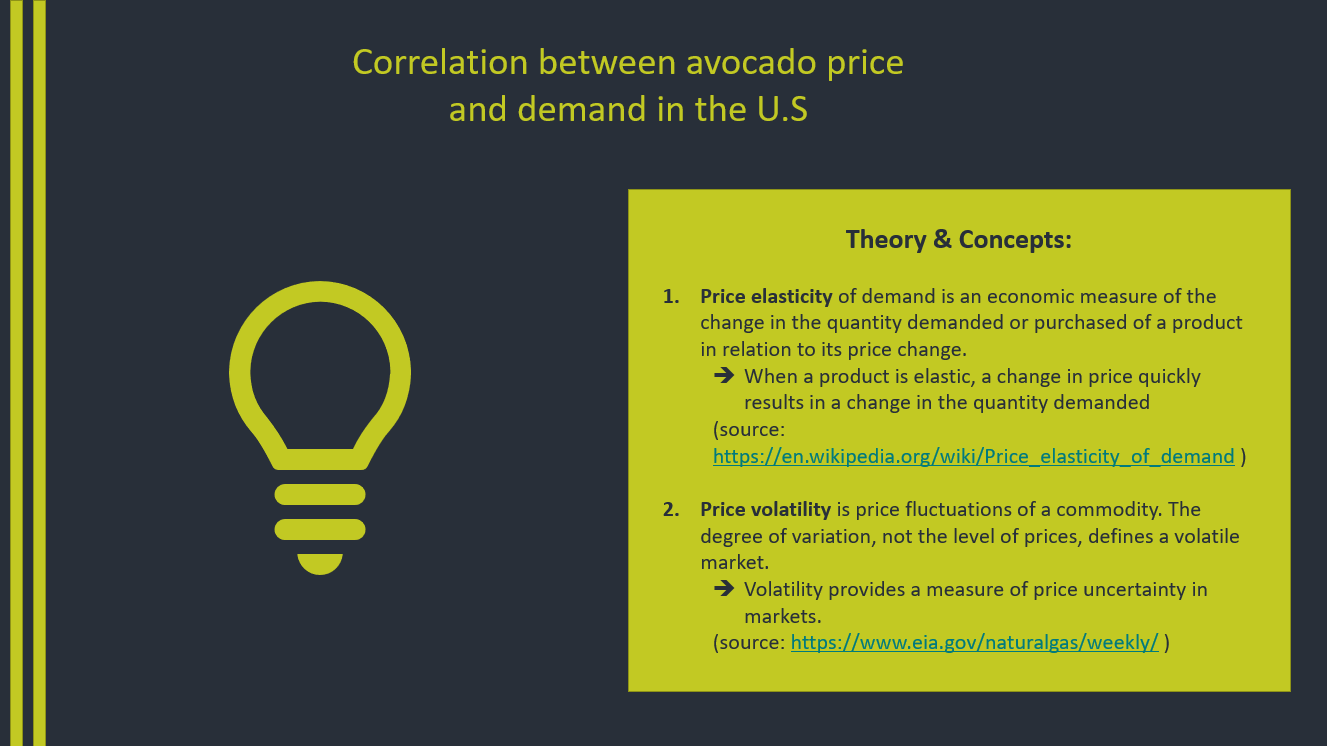 Correlation between avocado price
and demand in the U.S
Theory & Concepts:
1. Price elasticity of demand is an economic measure of the
change in the quantity demanded or purchased of a product
in relation to its price change.
➔ When a product is elastic, a change in price quickly
results in a change in the quantity demanded
(source:
https://en.wikipedia.org/wiki/Price_elasticity_of_demand )
2. Price volatility is price fluctuations of a commodity. The
degree of variation, not the level of prices, defines a volatile
market.
➔ Volatility provides a measure of price uncertainty in
markets.
(source: https://www.eia.gov/naturalgas/weekly/ )